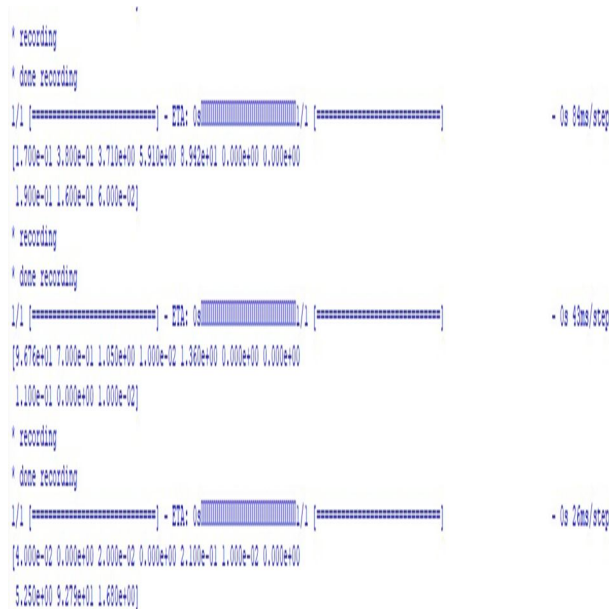 * recording
* done recording
1/1 [==============================] - ETA: 0s1/1 [==============================] - 0s 84ms/step
[1.700e-01 3.800e-01 3.710e+00 5.910e+00 8.942e+01 0.000e+00 0.000e+00
1.900e-01 1.600e-01 6.000e-02]
* recording
* done recording
1/1 [==============================] - ETA: 0s1/1 [==============================] - 0s 43ms/step
[9.676e+01 7.000e-01 1.050e+00 1.000e-02 1.360e+00 0.000e+00 0.000e+00
1.100e-01 0.000e+00 1.000e-02]
* recording
* done recording
1/1 [==============================] - ETA: 0s1/1 [==============================] - 0s 26ms/step
[4.000e-02 0.000e+00 2.000e-02 0.000e+00 2.100e-01 1.000e-02 0.000e+00
5.250e+00 9.279e+01 1.680e+00]